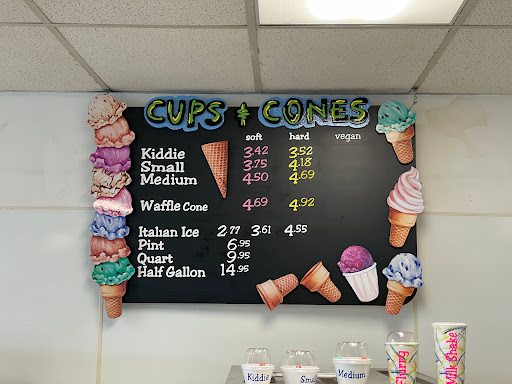 CUPS & CONES
soft hard vegan
Kiddie 3.42 3.52
Small 3.75 4.18
Medium 4.50 4.69
Waffle Cone 4.69 4.92
Italian Ice 2.77 3.61 4.55
Pint 6.95
Quart 9.95
Half Gallon 14.95
Kiddie
Small
Medium
Flurry
Milk Shake